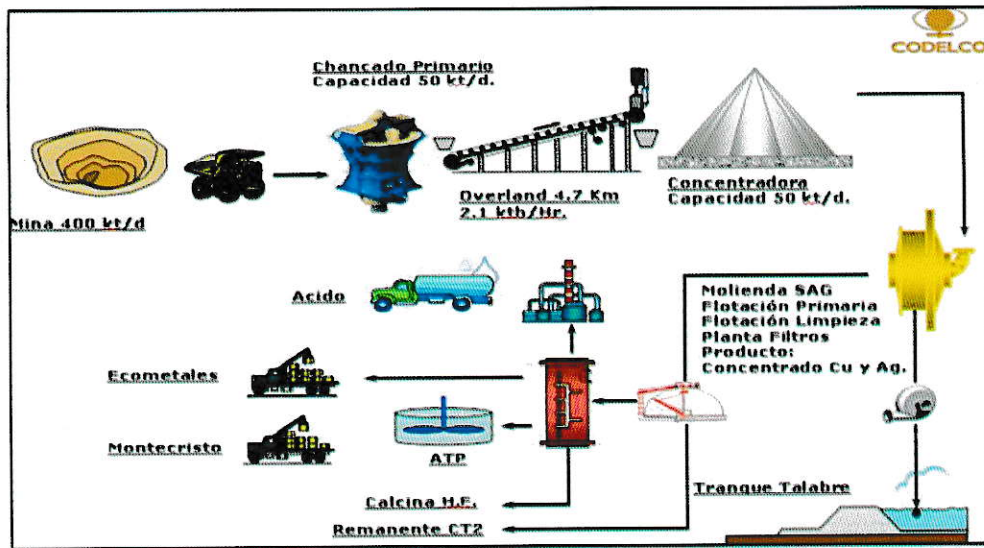 CODELCO
Chancado Primario
Capacidad 50 kt/d.
Mina 400 kt/d
Overland 4.7 Km
2.1 kth/Hr.
Concentradora
Capacidad 50 kt/d.
Acido
Molienda SAG
Flotación Primaria
Flotación Limpieza
Planta Filtros
Producto:
Concentrado Cu y Ag.
Ecometales
Montecristo
ATP
Calcina H.F.
Remanente CT2
Tranque Talabre